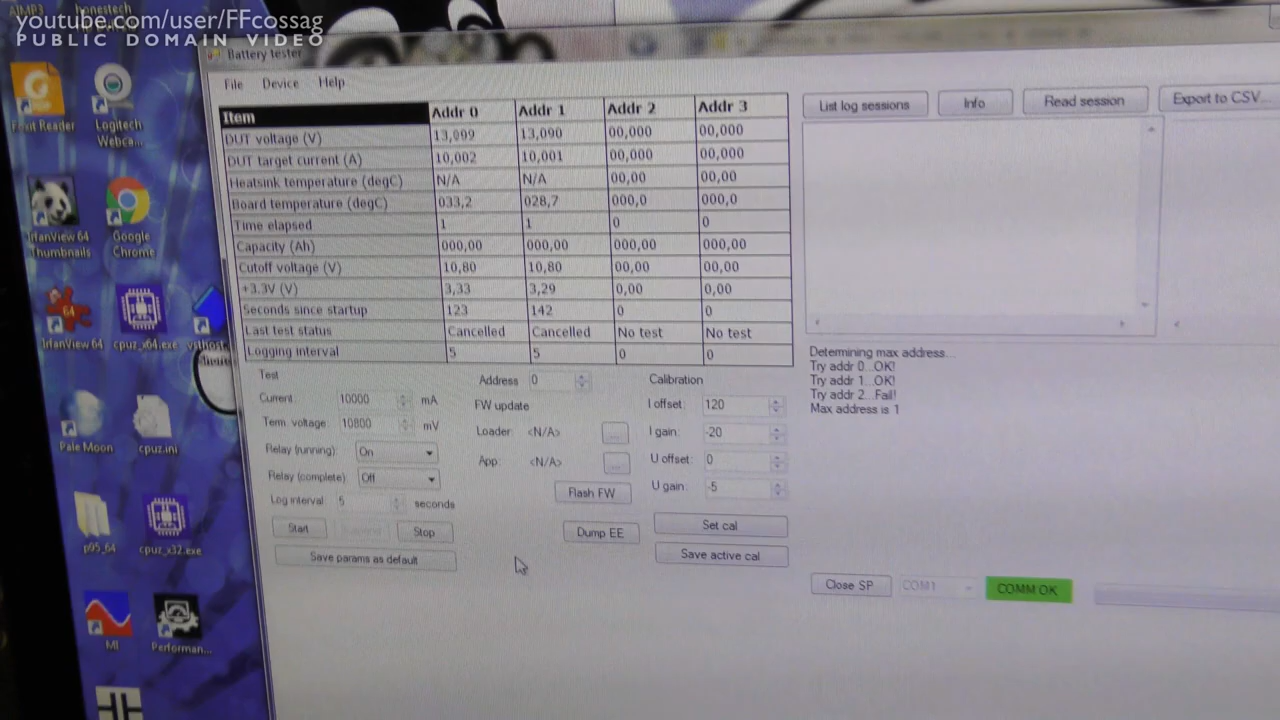 AIMP3
honestech
youtube.com/user/FFcossag
PUBLIC DOMAIN VIDEO
Battery tester
File Device Help
Item Addr 0 Addr 1 Addr 2 Addr 3
DUT voltage (V) 13,099 13,090 00,000 00,000
DUT target current (A) 10,002 10,001 00,000 00,000
Heatsink temperature (degC) N/A N/A 00,00 00,00
Board temperature (degC) 033,2 028,7 000,0 000,0
Time elapsed 1 1 0 0
Capacity (Ah) 000,00 000,00 000,00 000,00
Cutoff voltage (V) 10,80 10,80 00,00 00,00
+3.3V (V) 3,33 3,29 0,00 0,00
Seconds since startup 123 142 0 0
Last test status Cancelled Cancelled No test No test
Logging interval 5 5 0 0
Test
Current: 10000 mA
Term. voltage 10800 mV
Relay (running): On
Relay (complete) Off
Log interval 5 seconds
Start Stop
Save params as default
Address 0
FW update
Loader: <N/A> ...
App: <N/A> ...
Flash FW
Dump EE
Calibration
I offset: 120
I gain: -20
U offset: 0
U gain: -5
Set cal
Save active cal
List log sessions Info Read session Export to CSV...
Determining max address...
Try addr 0...OK!
Try addr 1...OK!
Try addr 2...Fail!
Max address is 1
Close SP COM1 COMM OK
Foxit Reader
Logitech
Webca...
IrfanView 64
Thumbnails
Google
Chrome
IrfanView 64
cpuz_x64.exe
vsthost
Pale Moon
cpuz.ini
p95_64
cpuz_x32.exe
MI
Performan...